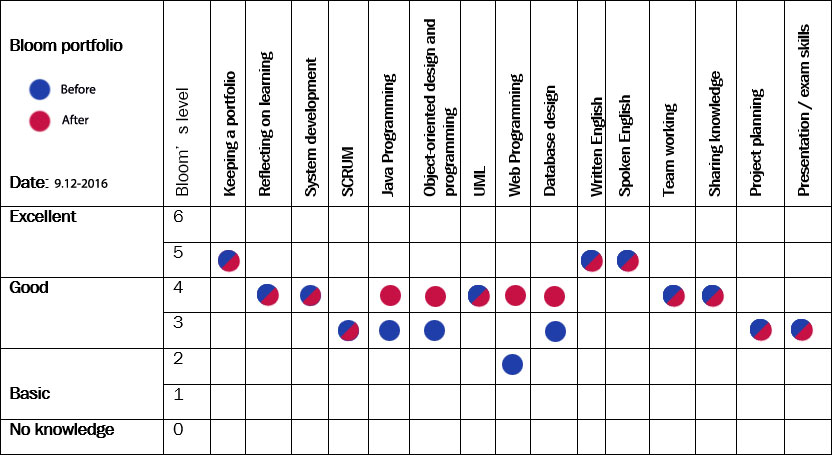 Bloom portfolio
Before
After
Date: 9.12-2016
Bloom's level
Keeping a portfolio
Reflecting on learning
System development
SCRUM
Java Programming
Object-oriented design and
programming
UML
Web Programming
Database design
Written English
Spoken English
Team working
Sharing knowledge
Project planning
Presentation / exam skills
Excellent
6
5
Good
4
3
2
Basic
1
No knowledge
0